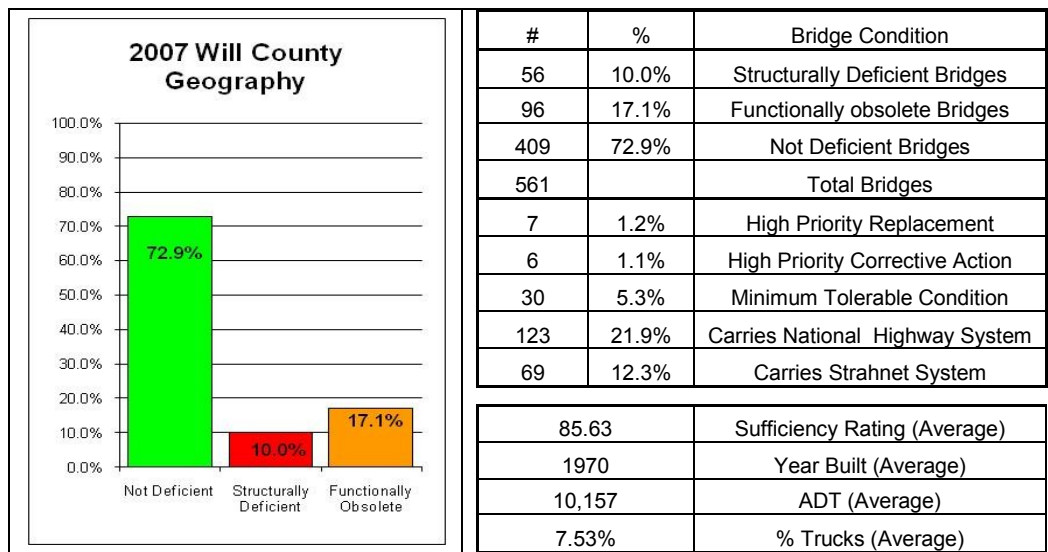 2007 Will County
Geography
100.0%
90.0%
80.0%
70.0%
60.0%
50.0%
40.0%
30.0%
20.0%
10.0%
0.0%
72.9%
10.0%
17.1%
Not Deficient
Structurally
Deficient
Functionally
Obsolete
# % Bridge Condition
56 10.0% Structurally Deficient Bridges
96 17.1% Functionally obsolete Bridges
409 72.9% Not Deficient Bridges
561 Total Bridges
7 1.2% High Priority Replacement
6 1.1% High Priority Corrective Action
30 5.3% Minimum Tolerable Condition
123 21.9% Carries National Highway System
69 12.3% Carries Strahnet System
85.63 Sufficiency Rating (Average)
1970 Year Built (Average)
10,157 ADT (Average)
7.53% % Trucks (Average)